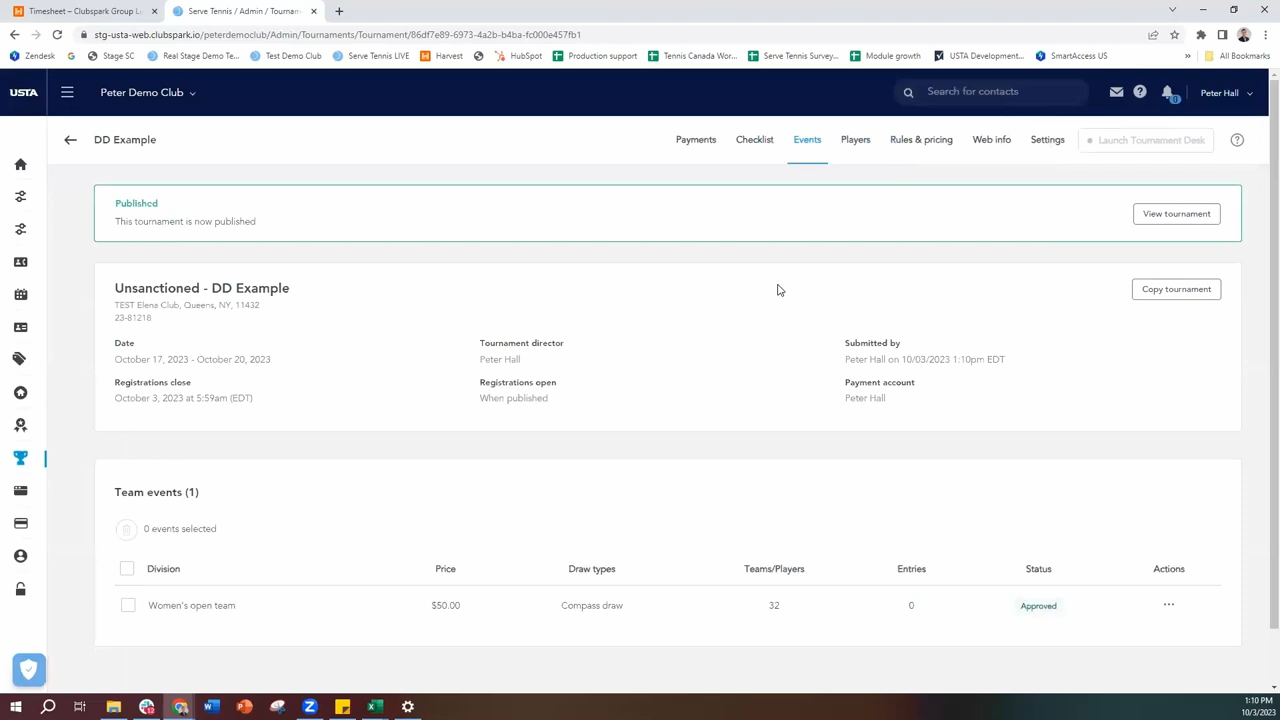 Timesheet – Clubspark Group L
Serve Tennis / Admin / Tournam
stg-usta-web.clubspark.io/peterdemoclub/Admin/Tournaments/Tournament/86df7e89-6973-4a2b-b4ba-fc000e457fb1
Zendesk
G
Stage SC
Real Stage Demo Te...
Test Demo Club
Serve Tennis LIVE
Harvest
HubSpot
Production support
Tennis Canada Wor...
Serve Tennis Survey...
Module growth
USTA Development...
SmartAccess US
»
All Bookmarks
USTA
Peter Demo Club
Search for contacts
0
Peter Hall
DD Example
Payments
Checklist
Events
Players
Rules & pricing
Web info
Settings
Launch Tournament Desk
Published
This tournament is now published
View tournament
Unsanctioned - DD Example
TEST Elena Club, Queens, NY, 11432
23-81218
Copy tournament
Date
Tournament director
Submitted by
October 17, 2023 - October 20, 2023
Peter Hall
Peter Hall on 10/03/2023 1:10pm EDT
Registrations close
Registrations open
Payment account
October 3, 2023 at 5:59am (EDT)
When published
Peter Hall
Team events (1)
0 events selected
Division
Price
Draw types
Teams/Players
Entries
Status
Actions
Women's open team
$50.00
Compass draw
32
0
Approved
...
1:10 PM
10/3/2023